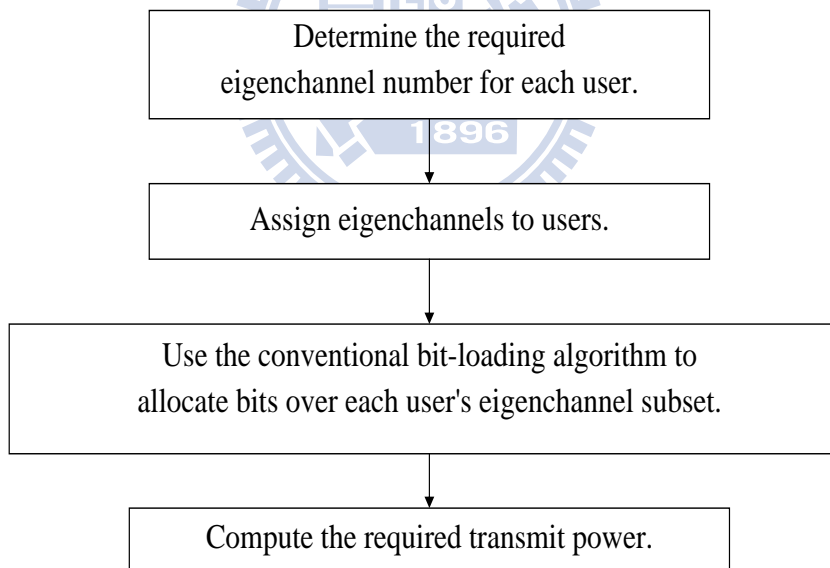 Determine the required
eigenchannel number for each user.
1896
Assign eigenchannels to users.
Use the conventional bit-loading algorithm to
allocate bits over each user's eigenchannel subset.
Compute the required transmit power.